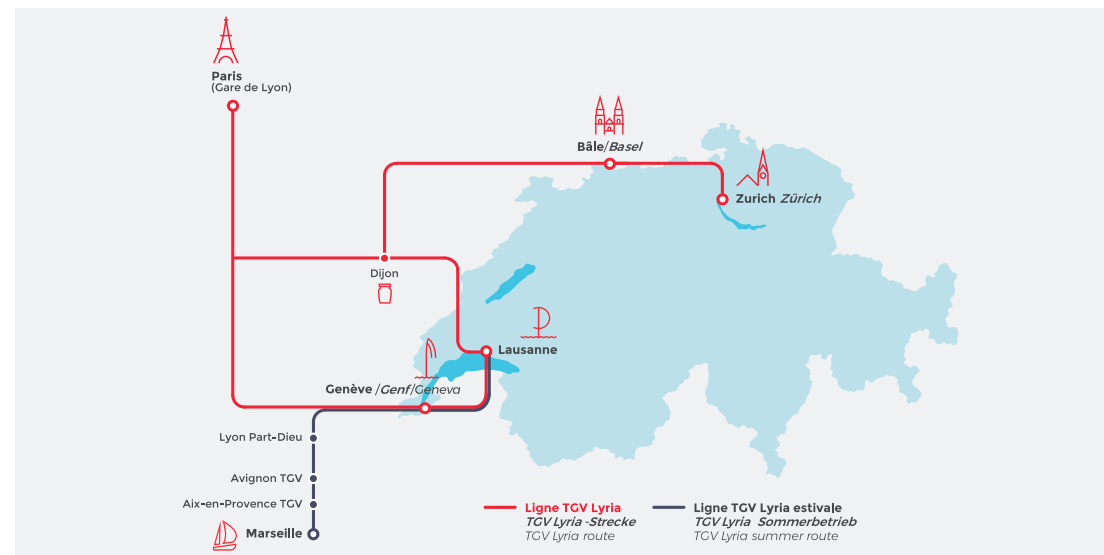 Paris
(Gare de Lyon)
Bâle/Basel
Zurich Zürich
Dijon
Lausanne
Genève /Genf/Geneva
Lyon Part-Dieu
Avignon TGV
Aix-en-Provence TGV
Marseille
Ligne TGV Lyria
TGV Lyria -Strecke
TGV Lyria route
Ligne TGV Lyria estivale
TGV Lyria Sommerbetrieb
TGV Lyria summer route